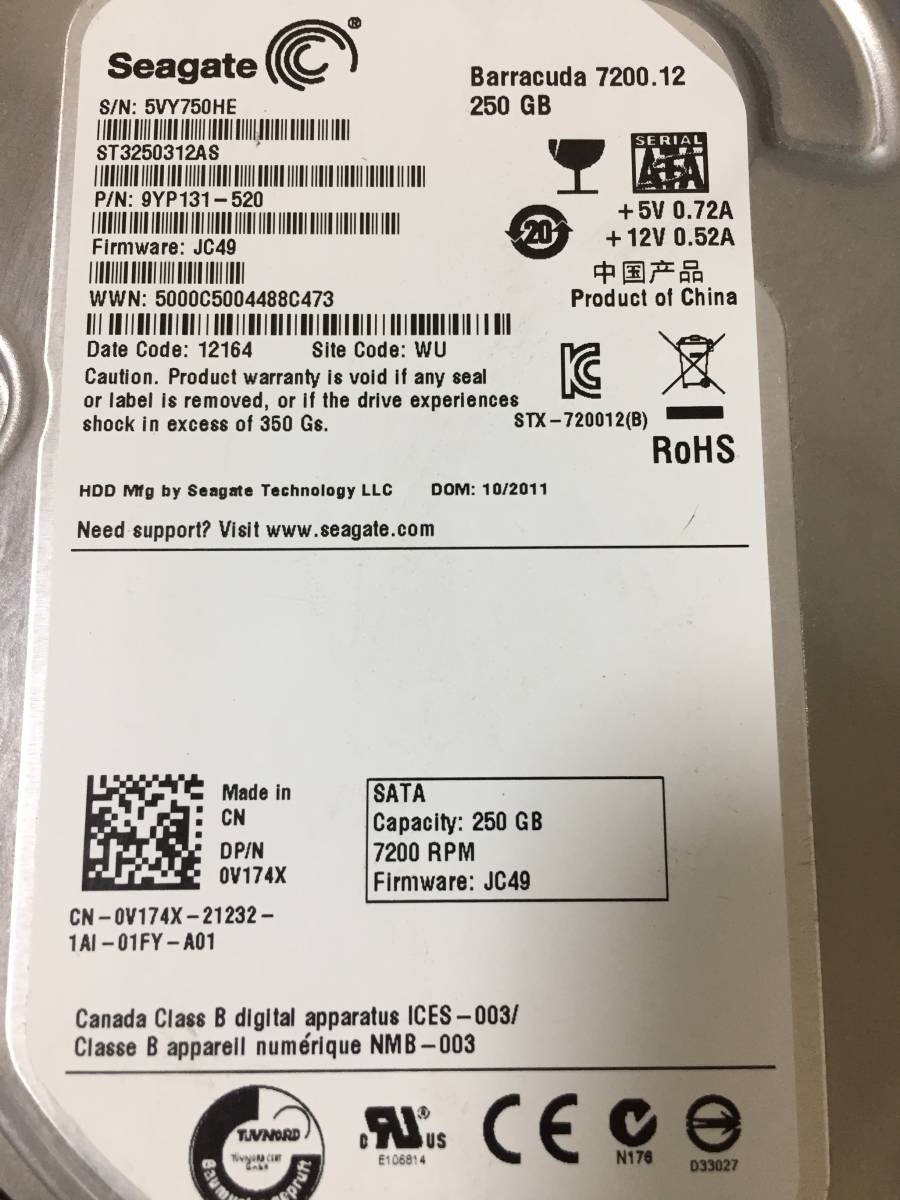 Seagate ®
Barracuda 7200.12
250 GB
S/N: 5VY750HE
ST3250312AS
P/N: 9YP131-520
Firmware: JC49
WWN: 5000C5004488C473
Date Code: 12164 Site Code: WU
Caution. Product warranty is void if any seal
or label is removed, or if the drive experiences
shock in excess of 350 Gs.
SERIAL
ATA
20
+5V 0.72A
+12V 0.52A
中国产品
Product of China
STX-720012(B)
RoHS
HDD Mfg by Seagate Technology LLC DOM: 10/2011
Need support? Visit www.seagate.com
Made in
CN
DP/N
0V174X
CN-0V174X-21232-
1AI-01FY-A01
SATA
Capacity: 250 GB
7200 RPM
Firmware: JC49
Canada Class B digital apparatus ICES-003/
Classe B appareil numérique NMB-003
TÜVNORD
TÜVNORD CERT
GmbH
c RU ® US
E106814
CE
N176
D33027